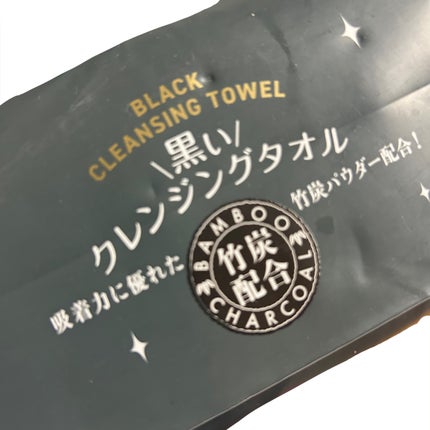 BLACK
CLEANSING TOWEL
\黒い/
クレンジングタオル
吸着力に優れた
竹炭パウダー配合！
BAMBOO
竹炭
配合
CHARCOAL